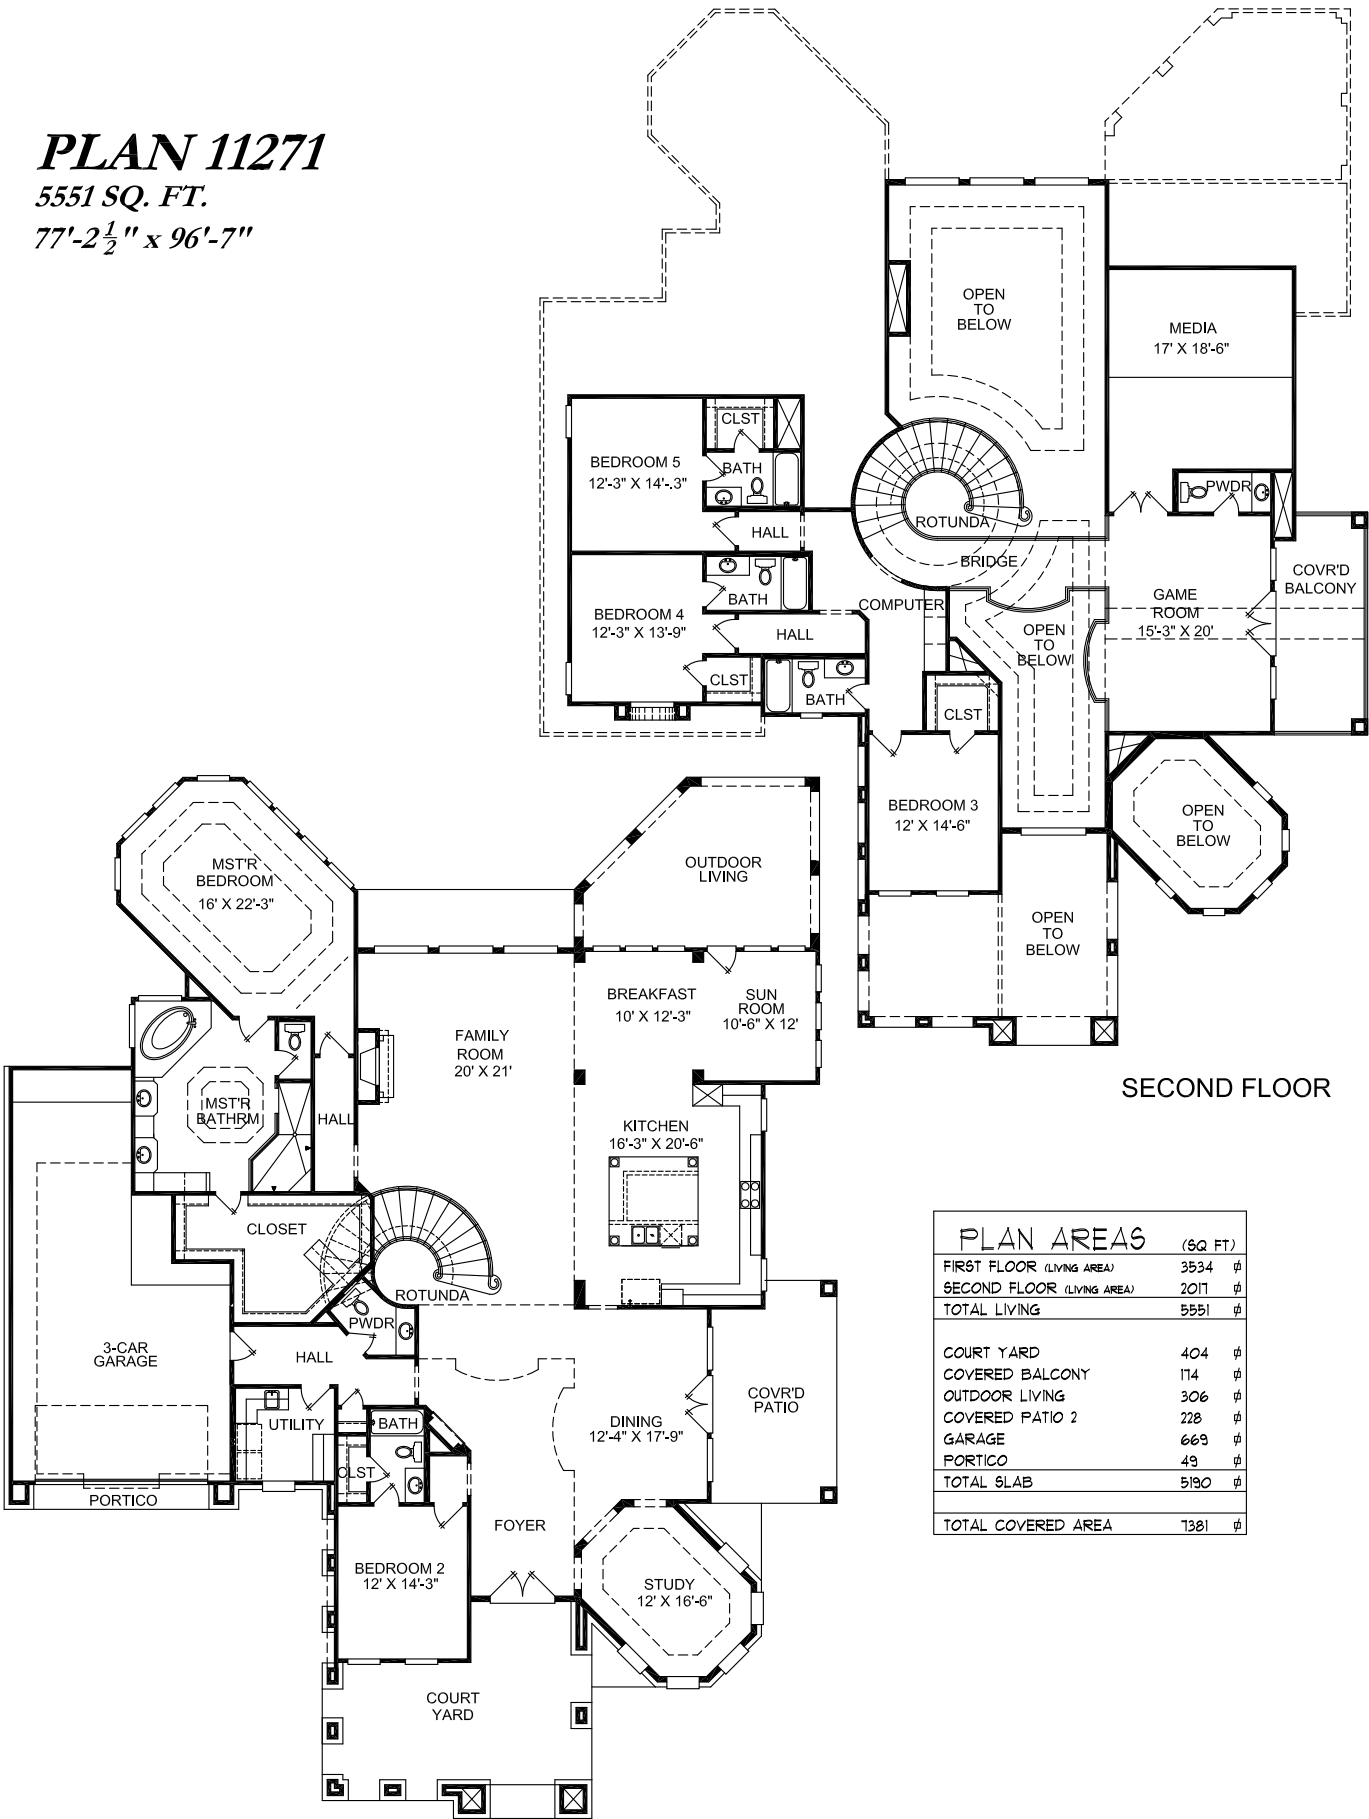 PLAN 11271
5551 SQ. FT.
77'-2 1/2" x 96'-7"
OPEN
TO
BELOW
MEDIA
17' X 18'-6"
CLST
BEDROOM 5
12'-3" X 14'-.3"
BATH
PWDR
ROTUNDA
HALL
BRIDGE
COVR'D
BALCONY
BATH
COMPUTER
GAME
ROOM
15'-3" X 20'
BEDROOM 4
12'-3" X 13'-9"
HALL
OPEN
TO
BELOW
CLST
BATH
CLST
BEDROOM 3
12' X 14'-6"
OPEN
TO
BELOW
OPEN
TO
BELOW
SECOND FLOOR
MST'R
BEDROOM
16' X 22'-3"
OUTDOOR
LIVING
BREAKFAST
10' X 12'-3"
SUN
ROOM
10'-6" X 12'
FAMILY
ROOM
20' X 21'
MST'R
BATHRM
HALL
KITCHEN
16'-3" X 20'-6"
CLOSET
ROTUNDA
PWDR
3-CAR
GARAGE
HALL
COVR'D
PATIO
UTILITY
BATH
DINING
12'-4" X 17'-9"
CLST
PORTICO
FOYER
BEDROOM 2
12' X 14'-3"
STUDY
12' X 16'-6"
COURT
YARD
PLAN AREAS (SQ FT)
FIRST FLOOR (LIVING AREA) 3534 ⏀
SECOND FLOOR (LIVING AREA) 2017 ⏀
TOTAL LIVING 5551 ⏀
COURT YARD 404 ⏀
COVERED BALCONY 174 ⏀
OUTDOOR LIVING 306 ⏀
COVERED PATIO 2 228 ⏀
GARAGE 669 ⏀
PORTICO 49 ⏀
TOTAL SLAB 5190 ⏀
TOTAL COVERED AREA 7381 ⏀